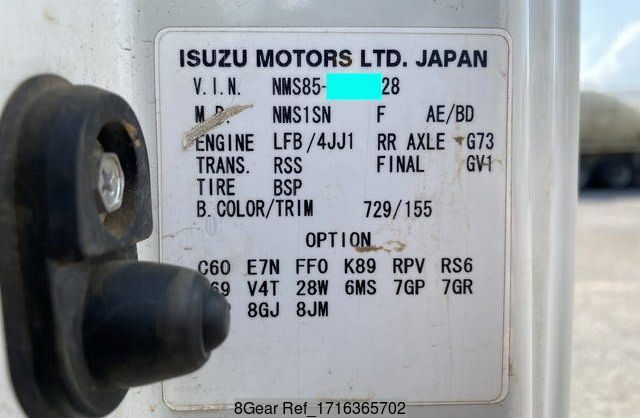 ISUZU MOTORS LTD. JAPAN
V.I.N. NMS85- 28
NMS1SN F AE/BD
ENGINE LFB/4JJ1 RR AXLE G73
TRANS. RSS FINAL GV1
TIRE BSP
B.COLOR/TRIM 729/155
OPTION
C60 E7N FF0 K89 RPV RS6
V4T 28W 6MS 7GP 7GR
8GJ 8JM
8Gear Ref_1716365702